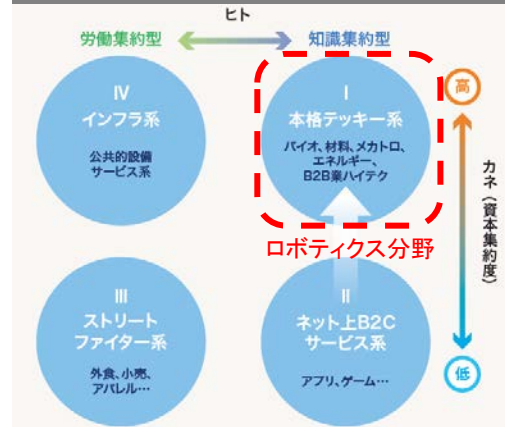 ヒト
労働集約型
知識集約型
Ⅳ
インフラ系
公共的設備
サービス系
Ⅰ
本格テッキー系
バイオ、材料、メカトロ、
エネルギー、
B2B業ハイテク
高
カネ（資本集約度）
低
ロボティクス分野
Ⅲ
ストリート
ファイター系
外食、小売、
アパレル…
Ⅱ
ネット上B2C
サービス系
アプリ、ゲーム…